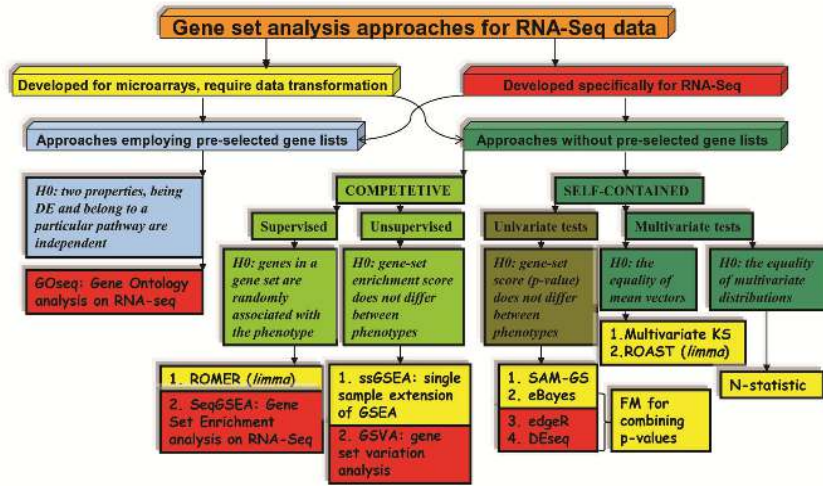 Gene set analysis approaches for RNA-Seq data
Developed for microarrays, require data transformation
Developed specifically for RNA-Seq
Approaches employing pre-selected gene lists
Approaches without pre-selected gene lists
H0: two properties, being
DE and belong to a
particular pathway are
independent
GOseq: Gene Ontology
analysis on RNA-seq
COMPETETIVE
SELF-CONTAINED
Supervised
Unsupervised
Univariate tests
Multivariate tests
H0: genes in a
gene set are
randomly
associated with
the phenotype
H0: gene-set
enrichment score
does not differ
between
phenotypes
H0: gene-set
score (p-value)
does not differ
between
phenotypes
H0: the
equality of
mean vectors
H0: the equality
of multivariate
distributions
1. ROMER (limma)
2. SeqGSEA: Gene
Set Enrichment
analysis on RNA-Seq
1. ssGSEA: single
sample extension
of GSEA
2. GSVA: gene
set variation
analysis
1. SAM-GS
2. eBayes
3. edgeR
4. DEseq
FM for
combining
p-values
1.Multivariate KS
2.ROAST (limma)
N-statistic